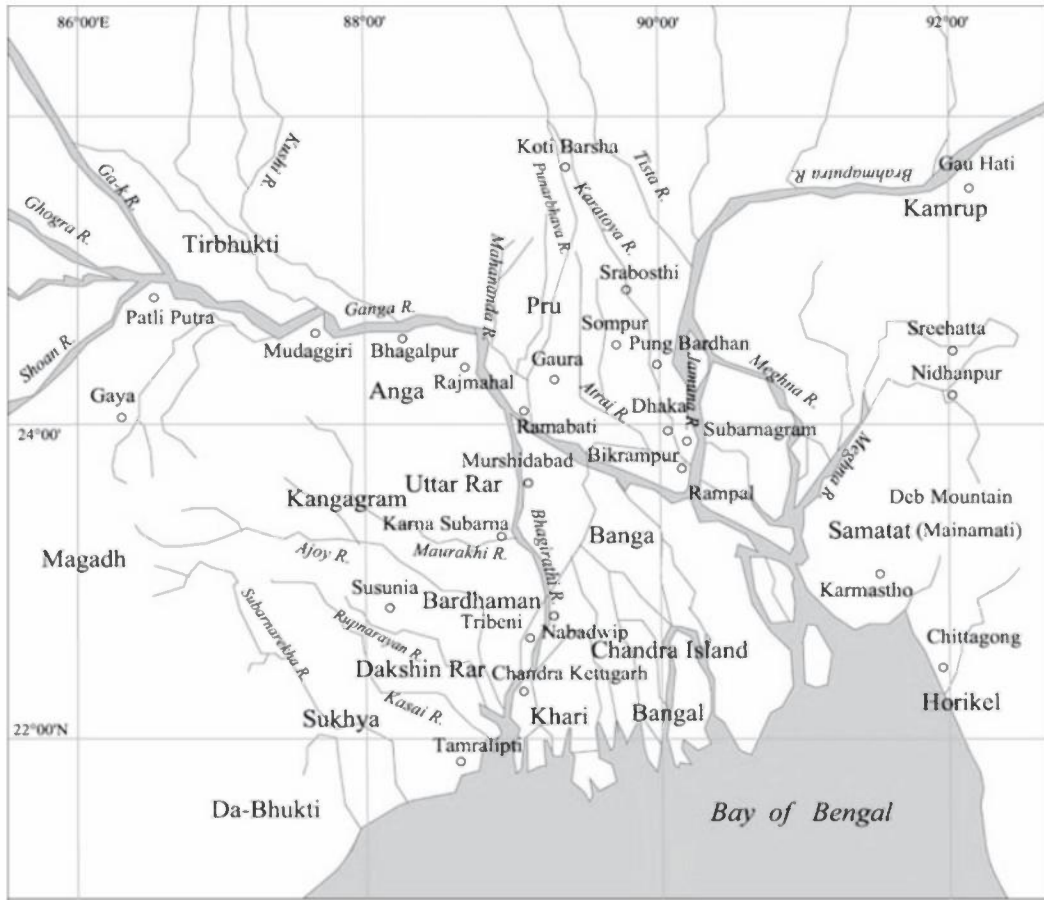 86°00'E
88°00'
90°00'
92°00'
Koti Barsha
Gau Hati
Kushi R.
Tista R.
Brahmaputra R.
Ga-k R.
Punarbhava R.
Karatoya R.
Kamrup
Ghogra R.
Tirbhukti
Mahananda R.
Srabosthi
Ganga R.
Pru
Patli Putra
Sompur
Sreehatta
Shoan R.
Mudaggiri
Bhagalpur
Gaura
Pung Bardhan
Meghna R.
Nidhanpur
Rajmahal
Jamuna R.
Gaya
Anga
Atrai R.
Dhaka
24°00'
Ramabati
Subarnagram
Murshidabad
Bikrampur
Meghna R.
Uttar Rar
Rampal
Kangagram
Deb Mountain
Karna Subarna
Banga
Samatat (Mainamati)
Magadh
Ajoy R.
Maurakhi R.
Bhagirathi R.
Susunia
Karmastho
Bardhaman
Subarnarekha R.
Rupnarayan R.
Tribeni
Nabadwip
Chittagong
Chandra Island
Dakshin Rar
Chandra Kettugarh
Kasai R.
Horikel
Sukhya
Khari
Bangal
22°00'N
Tamralipti
Da-Bhukti
Bay of Bengal